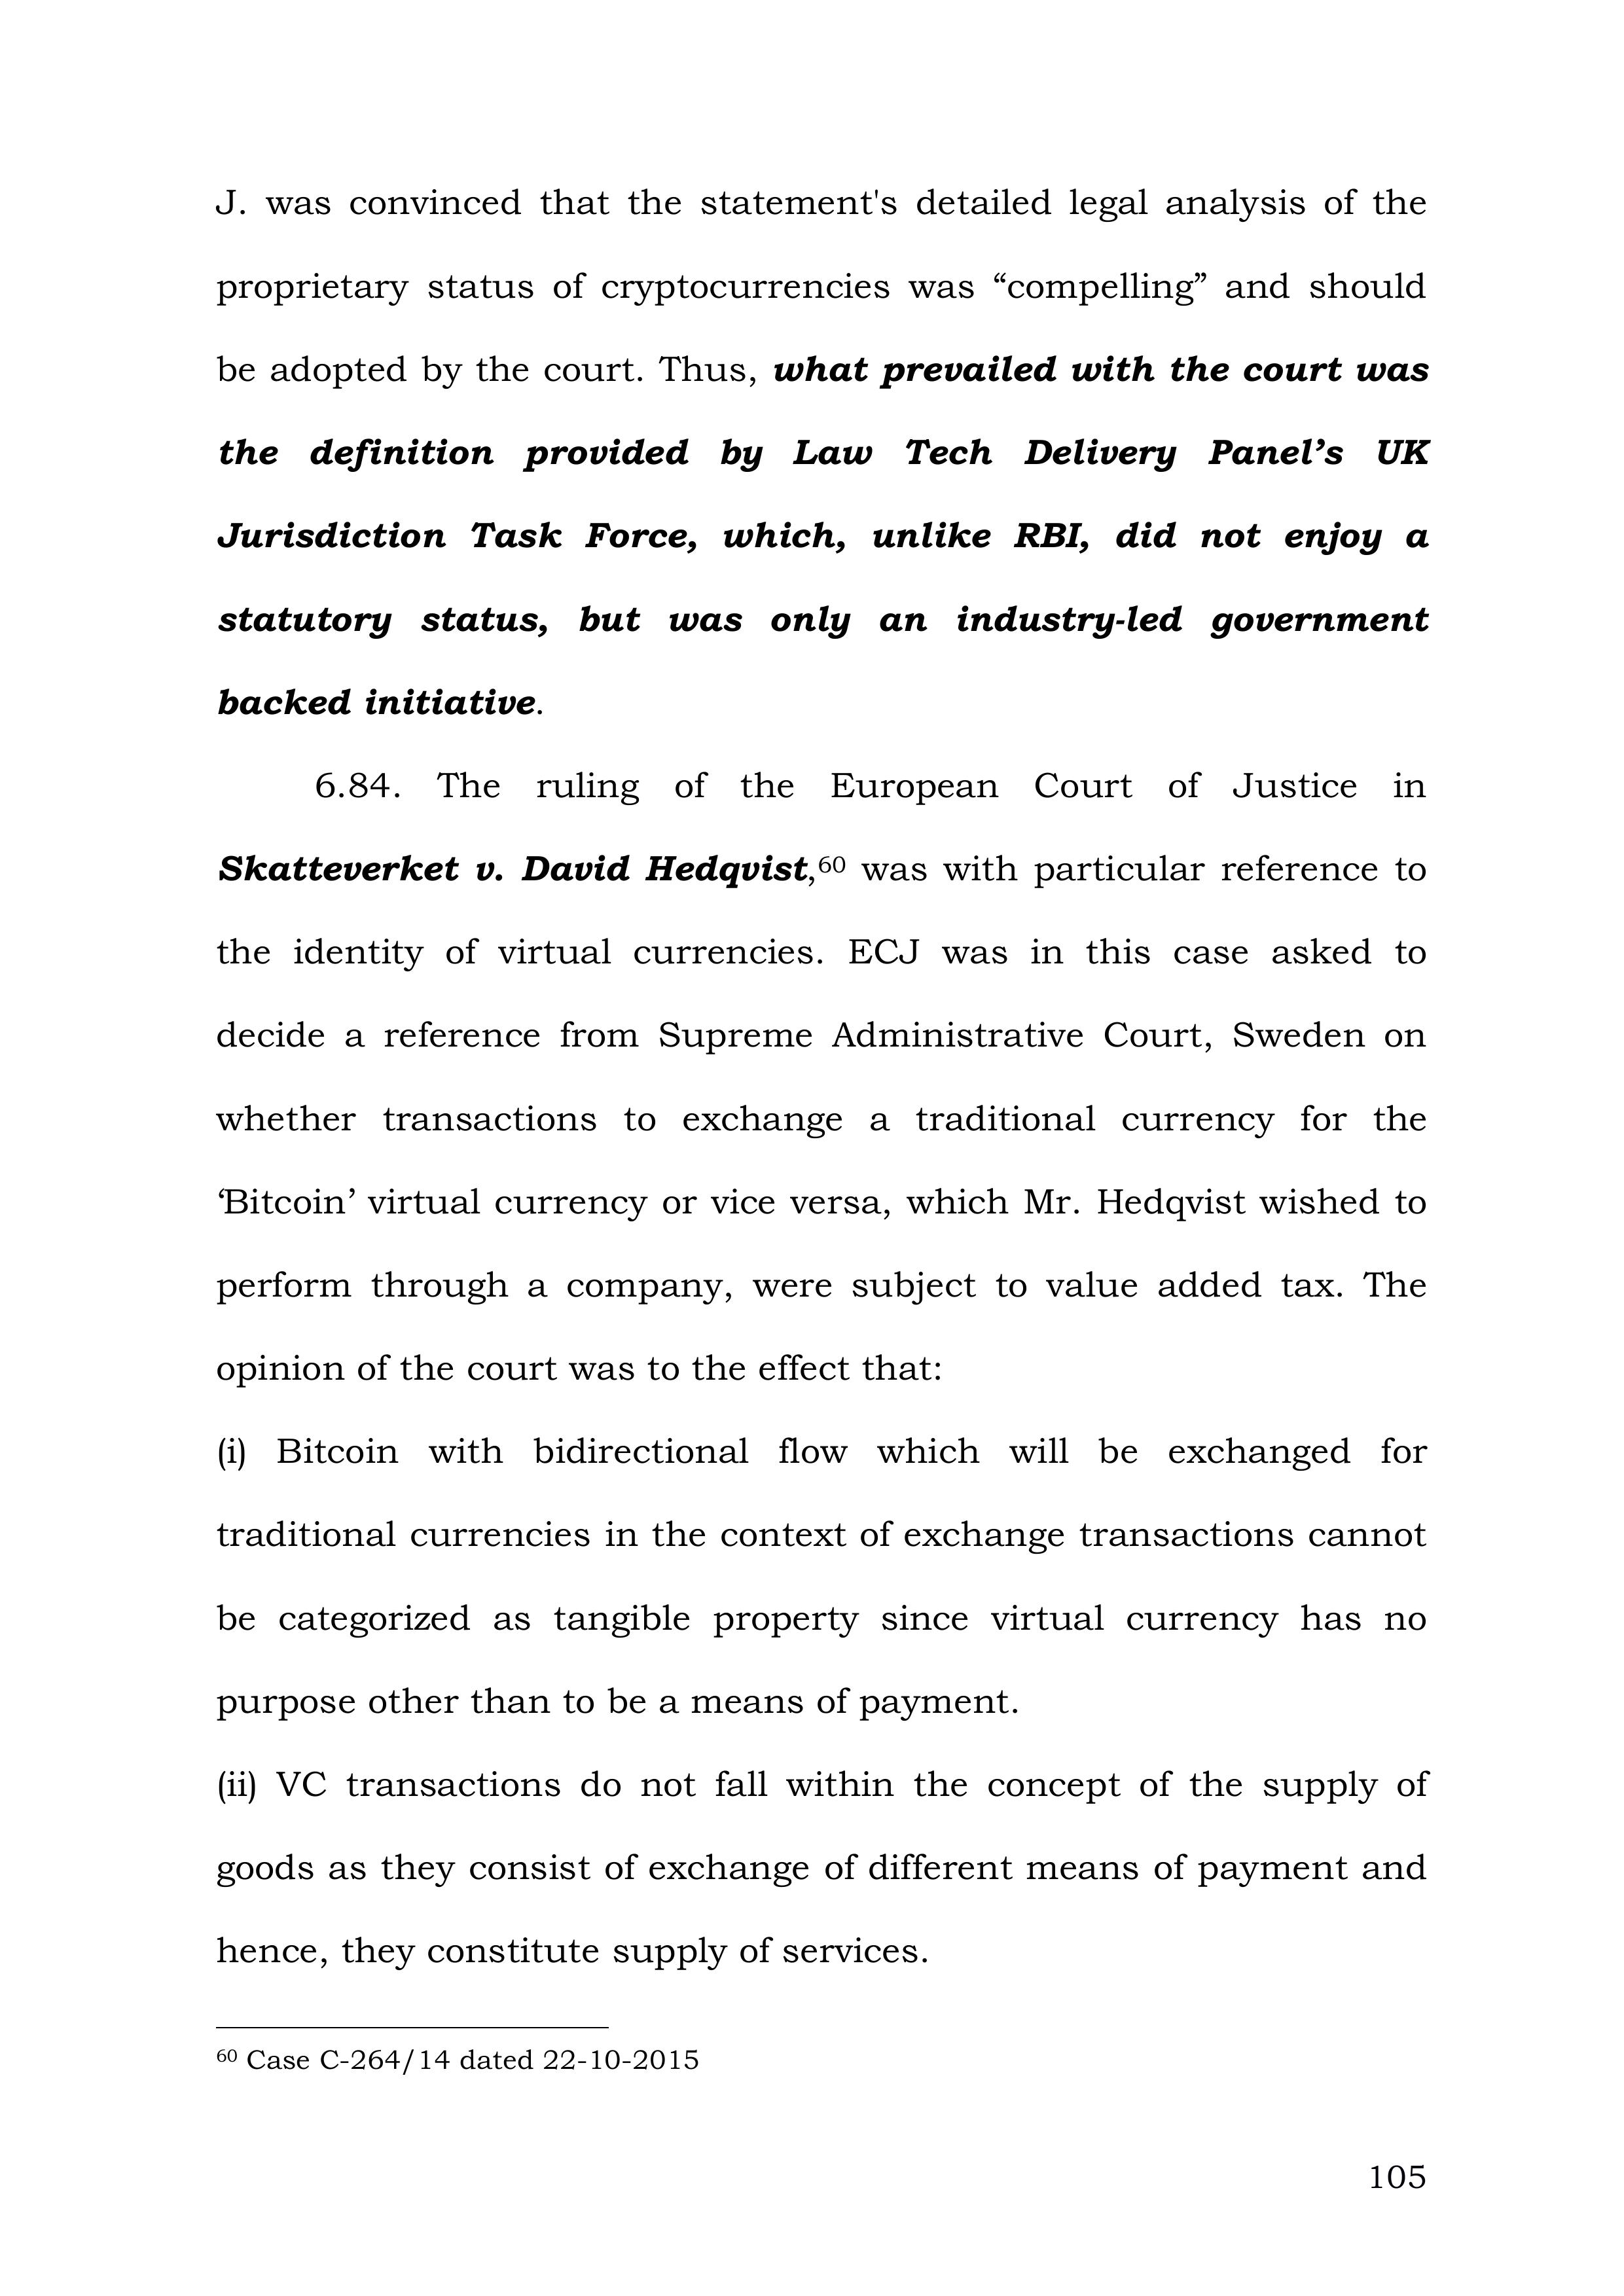 J. was convinced that the statement's detailed legal analysis of the
proprietary status of cryptocurrencies was “compelling” and should
be adopted by the court. Thus, what prevailed with the court was
the definition provided by Law Tech Delivery Panel’s UK
Jurisdiction Task Force, which, unlike RBI, did not enjoy a
statutory status, but was only an industry-led government
backed initiative.
6.84. The ruling of the European Court of Justice in
Skatteverket v. David Hedqvist,60 was with particular reference to
the identity of virtual currencies. ECJ was in this case asked to
decide a reference from Supreme Administrative Court, Sweden on
whether transactions to exchange a traditional currency for the
‘Bitcoin’ virtual currency or vice versa, which Mr. Hedqvist wished to
perform through a company, were subject to value added tax. The
opinion of the court was to the effect that:
(i) Bitcoin with bidirectional flow which will be exchanged for
traditional currencies in the context of exchange transactions cannot
be categorized as tangible property since virtual currency has no
purpose other than to be a means of payment.
(ii) VC transactions do not fall within the concept of the supply of
goods as they consist of exchange of different means of payment and
hence, they constitute supply of services.
60 Case C-264/14 dated 22-10-2015
105